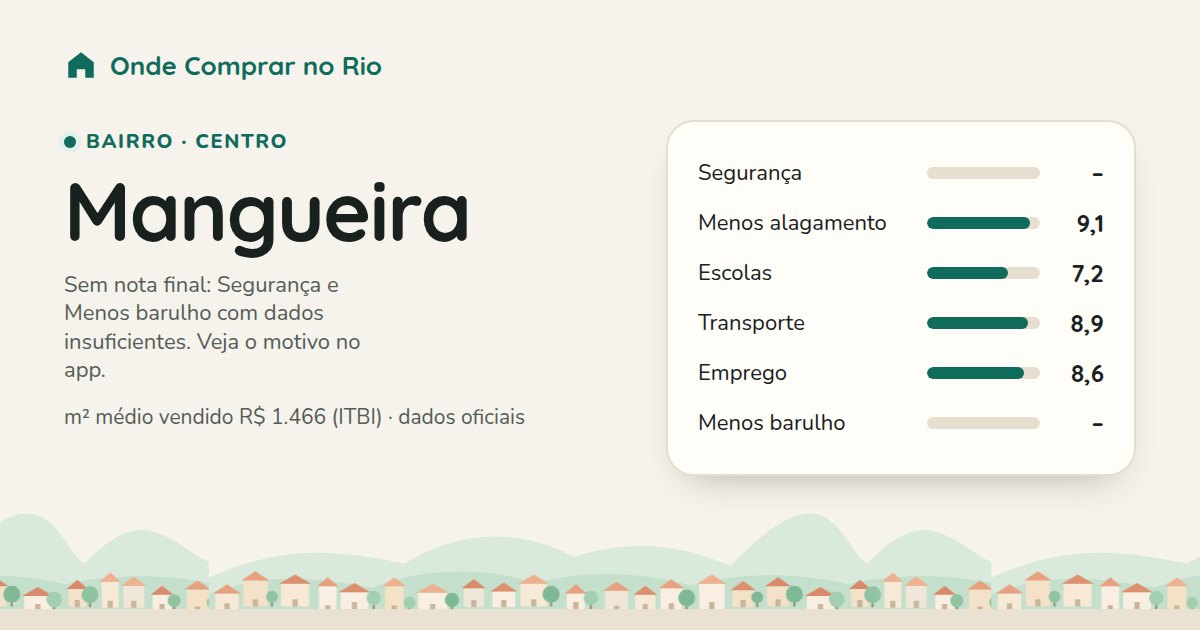 Onde Comprar no Rio
BAIRRO · CENTRO
Mangueira
Sem nota final: Segurança e
Menos barulho com dados
insuficientes. Veja o motivo no
app.
m² médio vendido R$ 1.466 (ITBI) · dados oficiais
Segurança –
Menos alagamento 9,1
Escolas 7,2
Transporte 8,9
Emprego 8,6
Menos barulho –